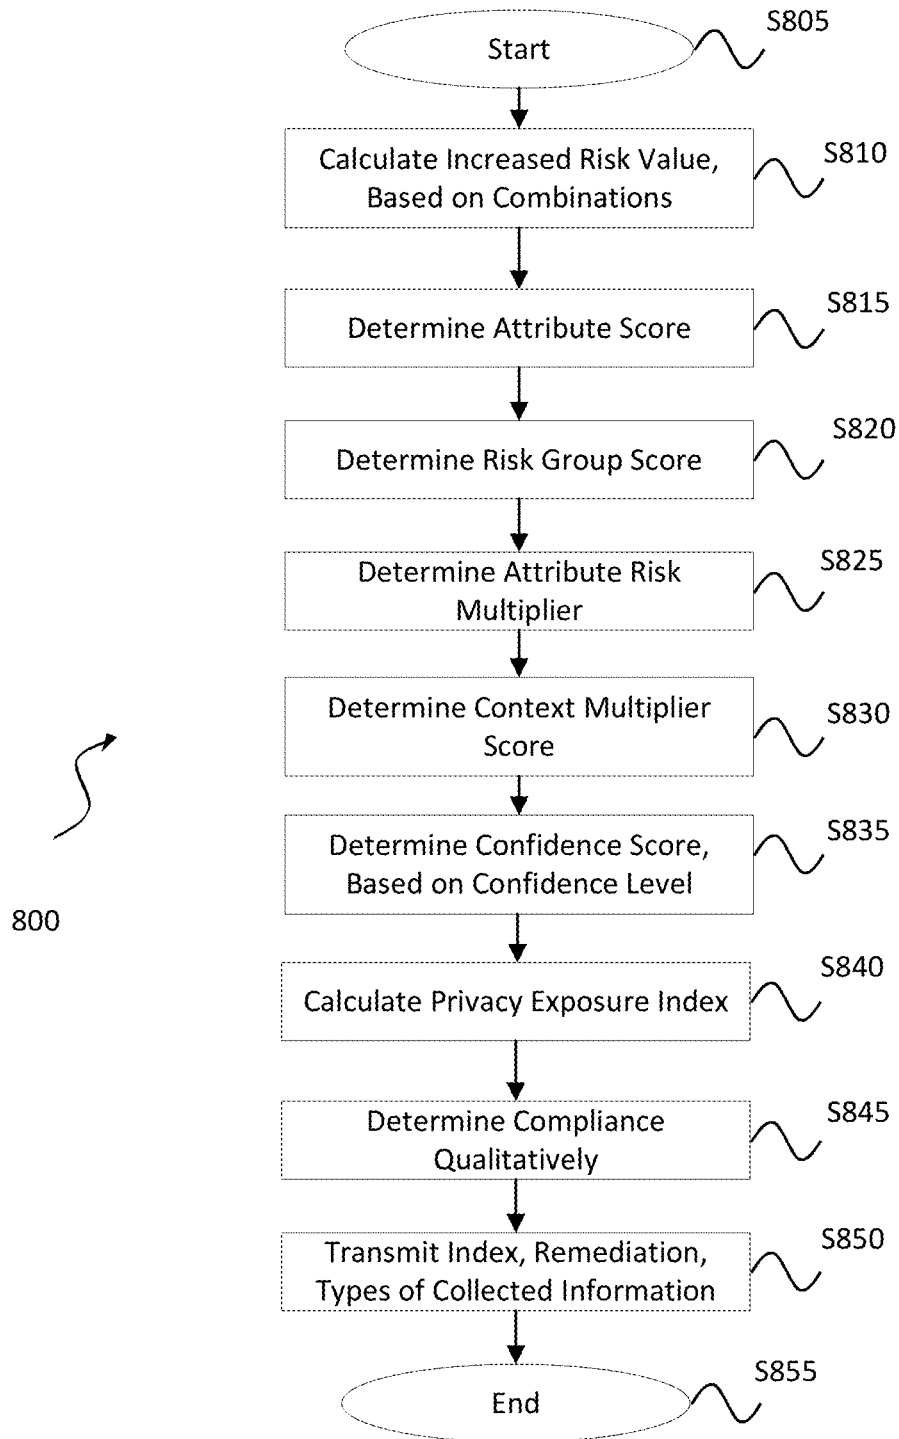 Start
S805
Calculate Increased Risk Value,
Based on Combinations
S810
Determine Attribute Score
S815
Determine Risk Group Score
S820
Determine Attribute Risk
Multiplier
S825
Determine Context Multiplier
Score
S830
Determine Confidence Score,
Based on Confidence Level
S835
800
Calculate Privacy Exposure Index
S840
Determine Compliance
Qualitatively
S845
Transmit Index, Remediation,
Types of Collected Information
S850
End
S855